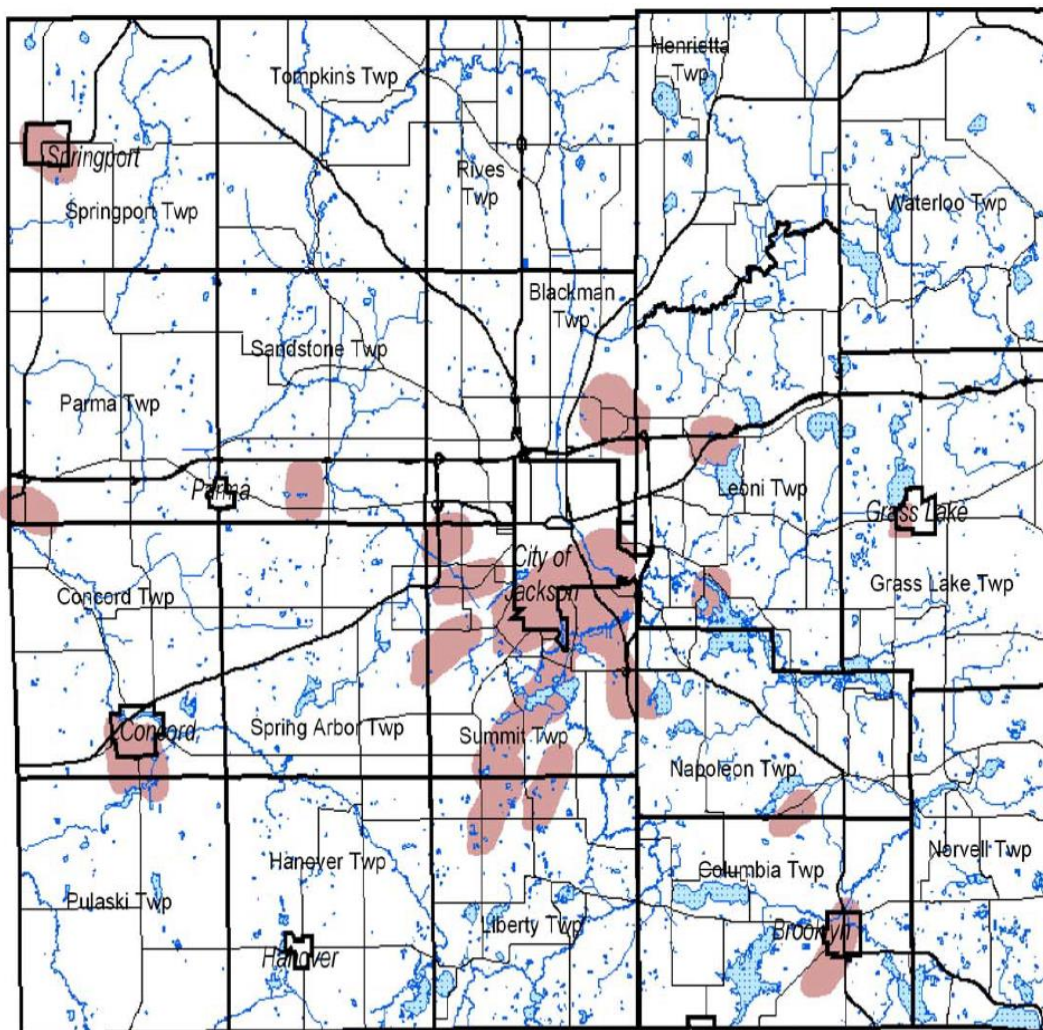 Henrietta
Twp
Tompkins Twp
Springport
Rives
Twp
Springport Twp
Waterloo Twp
Blackman
Twp
Sandstone Twp
Parma Twp
Parma
Leoni Twp
Grass Lake
City of
Jackson
Concord Twp
Grass Lake Twp
Concord
Spring Arbor Twp
Summit Twp
Napoleon Twp
Hanover Twp
Columbia Twp
Norvell Twp
Pulaski Twp
Liberty Twp
Brooklyn
Hanover